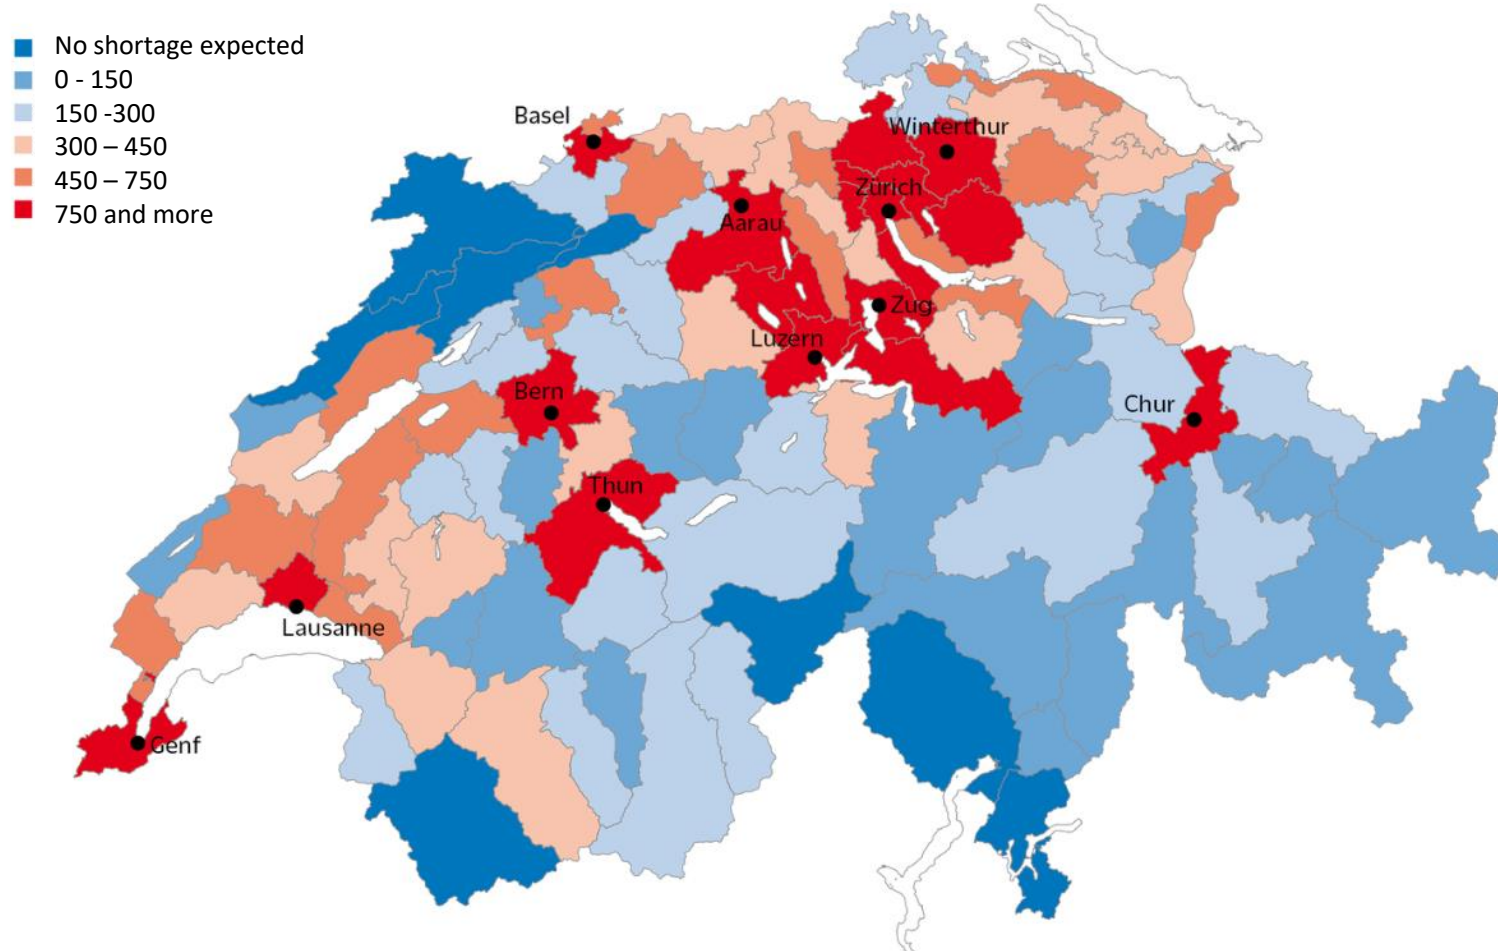 No shortage expected
0 - 150
150 -300
300 – 450
450 – 750
750 and more
Basel
Winterthur
Zürich
Aarau
Zug
Luzern
Bern
Chur
Thun
Lausanne
Genf